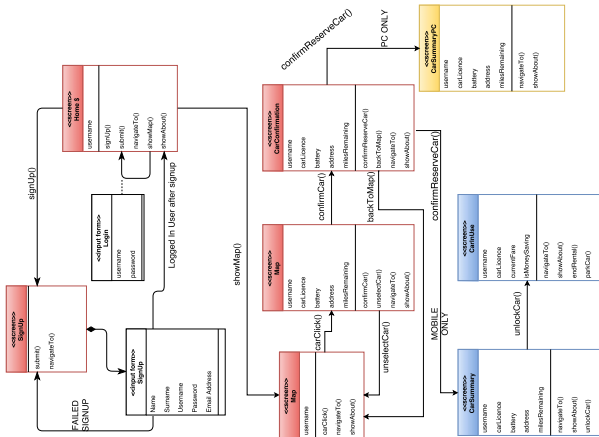 <<screen>>
Home S
username
signUp()
submit()
navigateTo()
showMap()
showAbout()
signUp()
<<input form>>
Login
username
password
Logged In User after signup
<<screen>>
SignUp
submit()
navigateTo()
<<input form>>
SignUp
Name
Surname
Username
Password
Email Address
FAILED
SIGNUP
showMap()
<<screen>>
CarConfirmation
username
carLicence
battery
address
milesRemaining
confirmReserveCar()
backToMap()
navigateTo()
showAbout()
confirmReserveCar()
PC ONLY
<<screen>>
CarSummaryPC
username
carLicence
battery
address
milesRemaining
navigateTo()
showAbout()
confirmCar()
backToMap()
confirmReserveCar()
<<screen>>
Map
username
carLicence
battery
address
milesRemaining
confirmCar()
unselectCar()
navigateTo()
showAbout()
carClick()
unselectCar()
<<screen>>
Map
username
carClick()
navigateTo()
showAbout()
MOBILE
ONLY
<<screen>>
CarInUse
username
carLicence
currentFare
isMoneySaving
navigateTo()
showAbout()
endRental()
parkCar()
unlockCar()
<<screen>>
CarSummary
username
carLicence
battery
address
milesRemaining
navigateTo()
showAbout()
unlockCar()